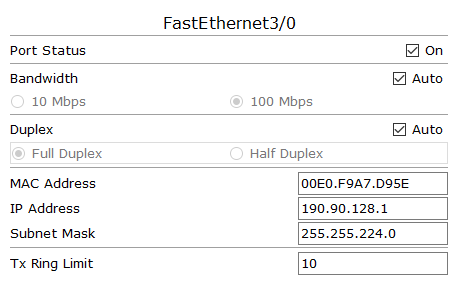 FastEthernet3/0
Port Status On
Bandwidth Auto
10 Mbps 100 Mbps
Duplex Auto
Full Duplex Half Duplex
MAC Address 00E0.F9A7.D95E
IP Address 190.90.128.1
Subnet Mask 255.255.224.0
Tx Ring Limit 10